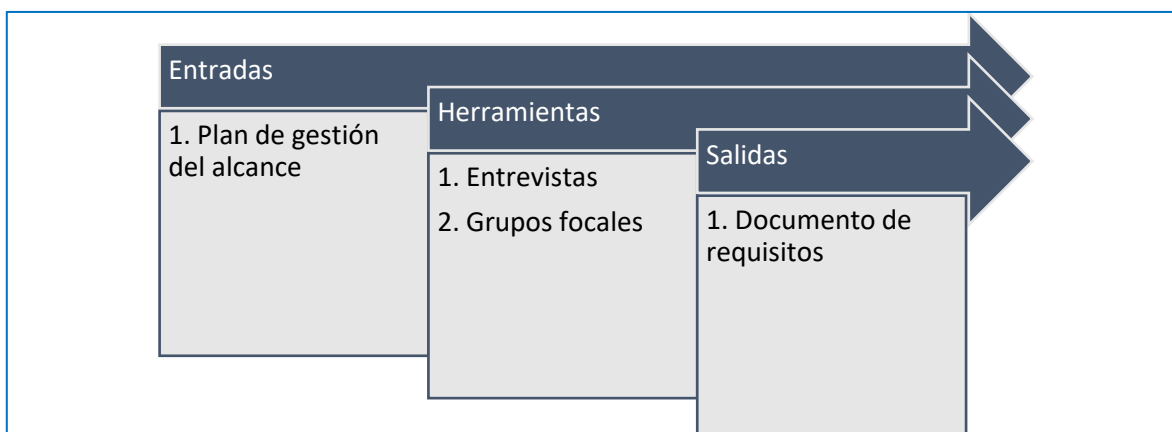 Entradas
1. Plan de gestión
del alcance
Herramientas
1. Entrevistas
2. Grupos focales
Salidas
1. Documento de
requisitos